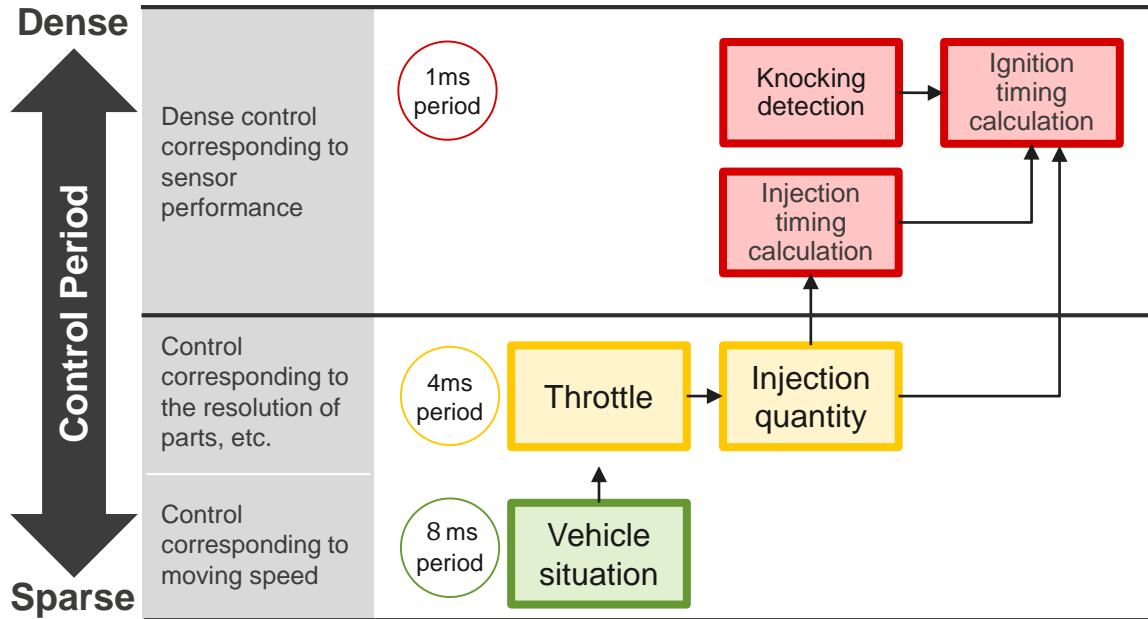 Dense
Control Period
Sparse
Dense control
corresponding to
sensor
performance
1ms
period
Knocking
detection
Ignition
timing
calculation
Injection
timing
calculation
Control
corresponding to
the resolution of
parts, etc.
4ms
period
Throttle
Injection
quantity
Control
corresponding to
moving speed
8 ms
period
Vehicle
situation